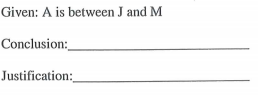 Given: A is between J and M
Conclusion:
Justification: